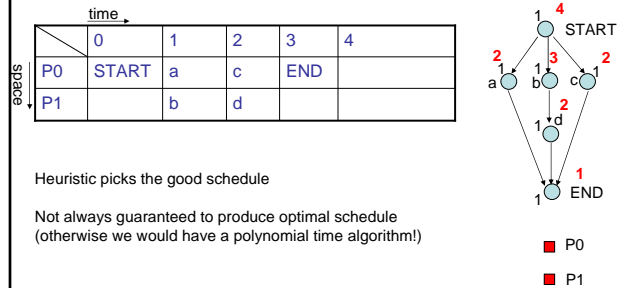 time
0 1 2 3 4
space
P0 START a c END
P1 b d
Heuristic picks the good schedule
Not always guaranteed to produce optimal schedule
(otherwise we would have a polynomial time algorithm!)
4
1 START
2 3 2
1 1 1
a b c
2
1 d
1
1 END
P0
P1